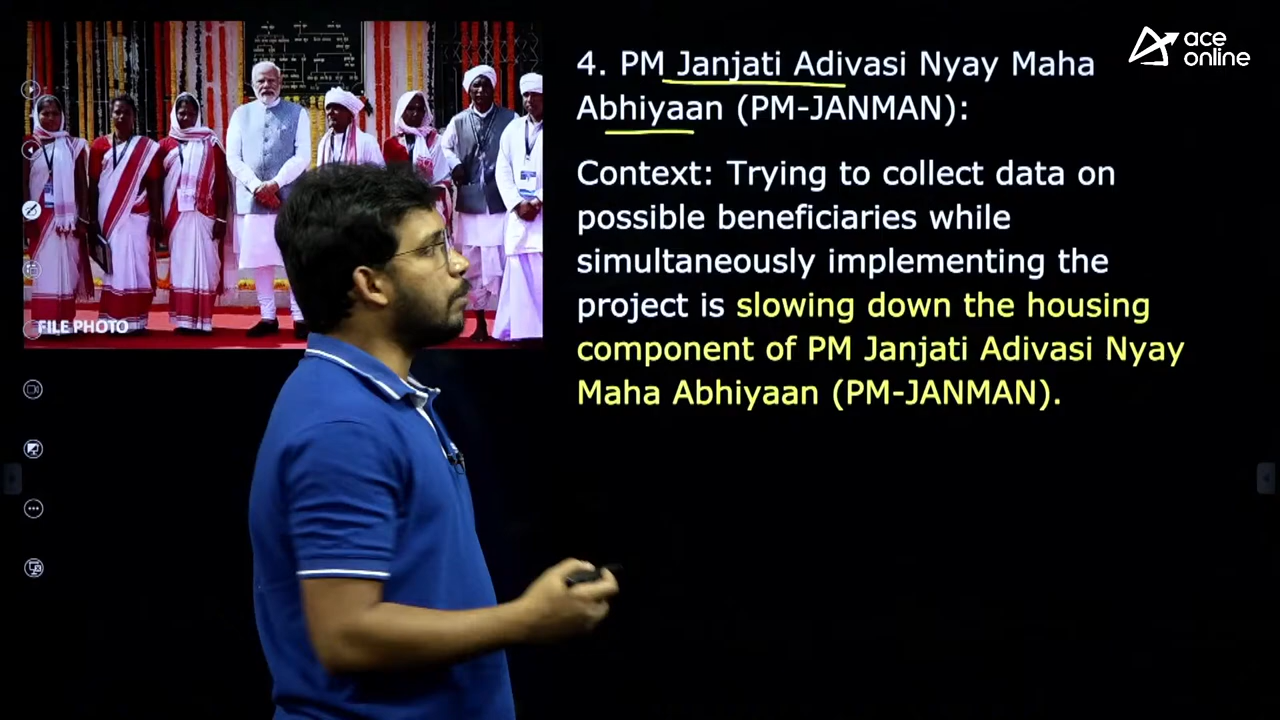 ace
online
4. PM Janjati Adivasi Nyay Maha
Abhiyaan (PM-JANMAN):
Context: Trying to collect data on
possible beneficiaries while
simultaneously implementing the
project is slowing down the housing
component of PM Janjati Adivasi Nyay
Maha Abhiyaan (PM-JANMAN).
FILE PHOTO